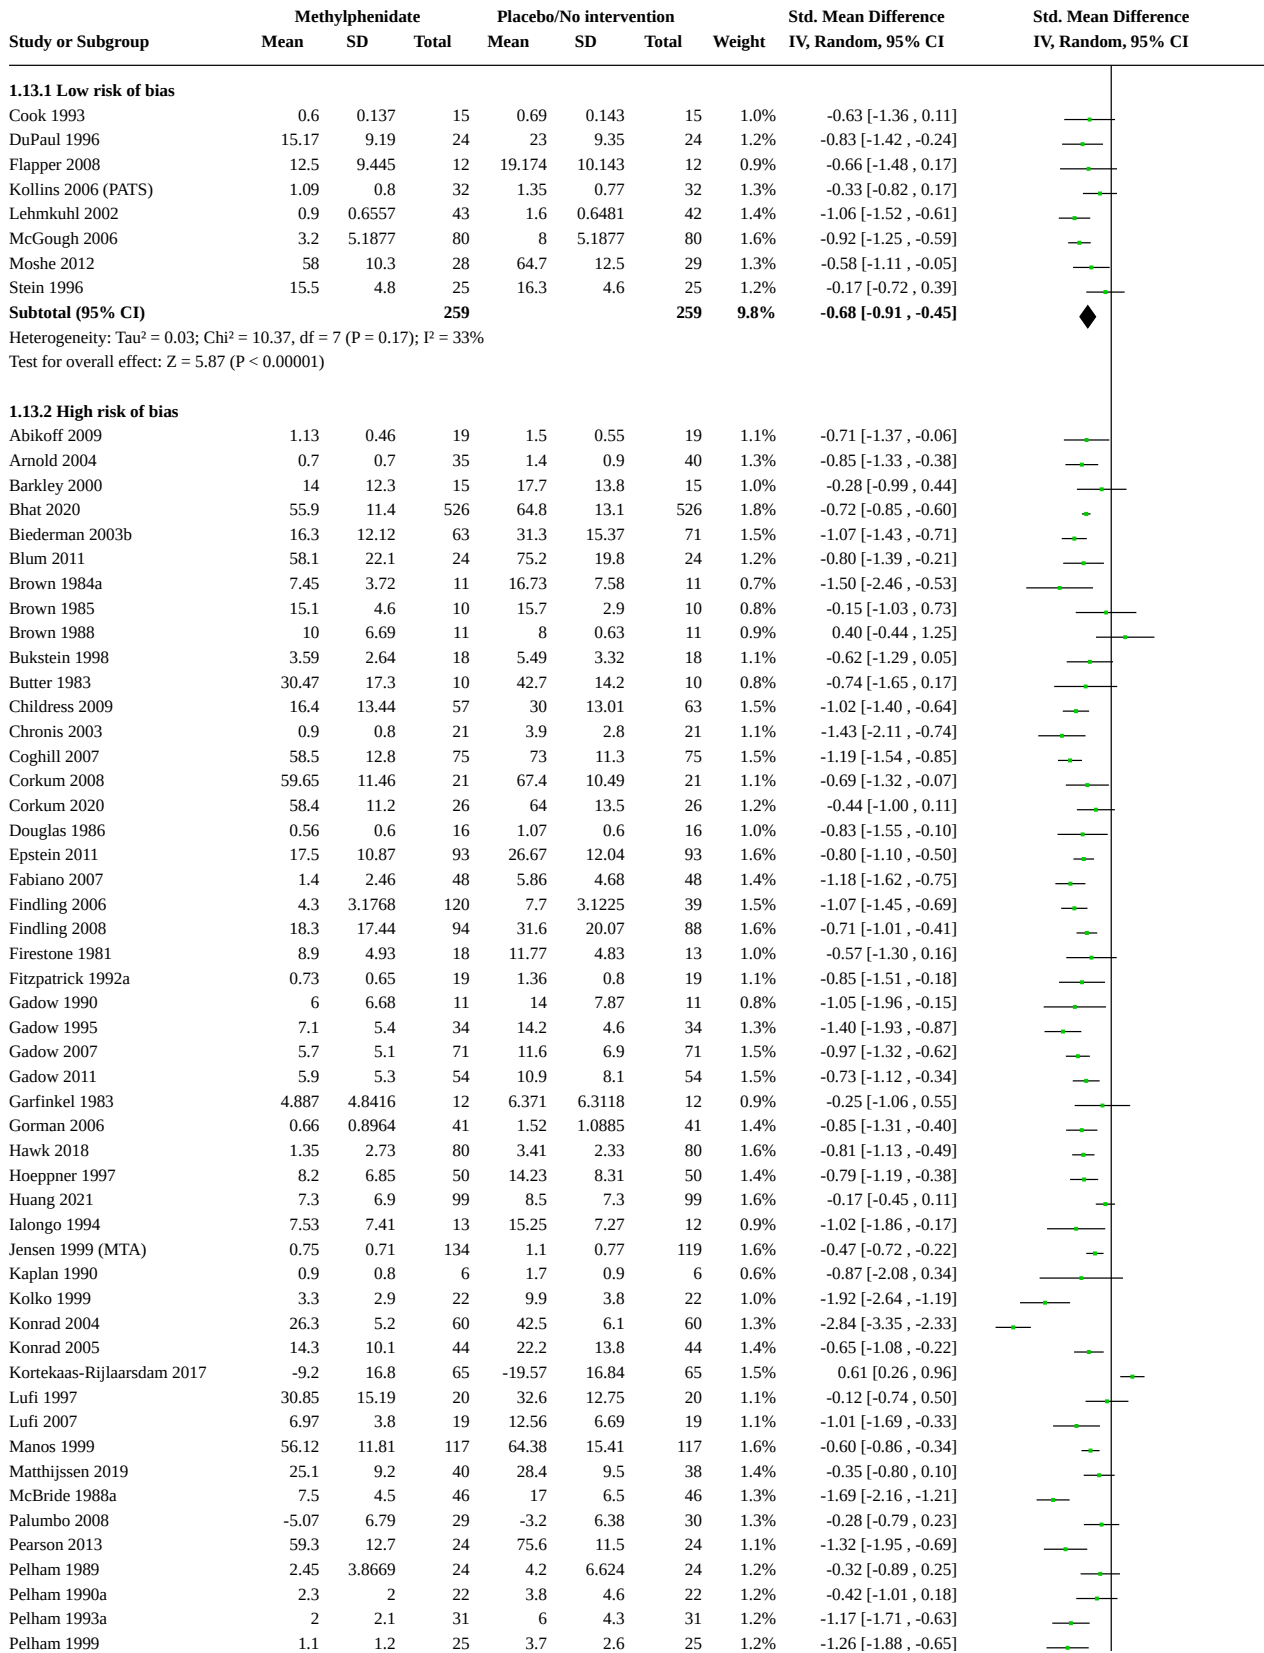 Methylphenidate Placebo/No intervention Std. Mean Difference Std. Mean Difference
Study or Subgroup Mean SD Total Mean SD Total Weight IV, Random, 95% CI IV, Random, 95% CI
1.13.1 Low risk of bias
Cook 1993 0.6 0.137 15 0.69 0.143 15 1.0% -0.63 [-1.36 , 0.11]
DuPaul 1996 15.17 9.19 24 23 9.35 24 1.2% -0.83 [-1.42 , -0.24]
Flapper 2008 12.5 9.445 12 19.174 10.143 12 0.9% -0.66 [-1.48 , 0.17]
Kollins 2006 (PATS) 1.09 0.8 32 1.35 0.77 32 1.3% -0.33 [-0.82 , 0.17]
Lehmkuhl 2002 0.9 0.6557 43 1.6 0.6481 42 1.4% -1.06 [-1.52 , -0.61]
McGough 2006 3.2 5.1877 80 8 5.1877 80 1.6% -0.92 [-1.25 , -0.59]
Moshe 2012 58 10.3 28 64.7 12.5 29 1.3% -0.58 [-1.11 , -0.05]
Stein 1996 15.5 4.8 25 16.3 4.6 25 1.2% -0.17 [-0.72 , 0.39]
Subtotal (95% CI) 259 259 9.8% -0.68 [-0.91 , -0.45]
Heterogeneity: Tau² = 0.03; Chi² = 10.37, df = 7 (P = 0.17); I² = 33%
Test for overall effect: Z = 5.87 (P < 0.00001)
1.13.2 High risk of bias
Abikoff 2009 1.13 0.46 19 1.5 0.55 19 1.1% -0.71 [-1.37 , -0.06]
Arnold 2004 0.7 0.7 35 1.4 0.9 40 1.3% -0.85 [-1.33 , -0.38]
Barkley 2000 14 12.3 15 17.7 13.8 15 1.0% -0.28 [-0.99 , 0.44]
Bhat 2020 55.9 11.4 526 64.8 13.1 526 1.8% -0.72 [-0.85 , -0.60]
Biederman 2003b 16.3 12.12 63 31.3 15.37 71 1.5% -1.07 [-1.43 , -0.71]
Blum 2011 58.1 22.1 24 75.2 19.8 24 1.2% -0.80 [-1.39 , -0.21]
Brown 1984a 7.45 3.72 11 16.73 7.58 11 0.7% -1.50 [-2.46 , -0.53]
Brown 1985 15.1 4.6 10 15.7 2.9 10 0.8% -0.15 [-1.03 , 0.73]
Brown 1988 10 6.69 11 8 0.63 11 0.9% 0.40 [-0.44 , 1.25]
Bukstein 1998 3.59 2.64 18 5.49 3.32 18 1.1% -0.62 [-1.29 , 0.05]
Butter 1983 30.47 17.3 10 42.7 14.2 10 0.8% -0.74 [-1.65 , 0.17]
Childress 2009 16.4 13.44 57 30 13.01 63 1.5% -1.02 [-1.40 , -0.64]
Chronis 2003 0.9 0.8 21 3.9 2.8 21 1.1% -1.43 [-2.11 , -0.74]
Coghill 2007 58.5 12.8 75 73 11.3 75 1.5% -1.19 [-1.54 , -0.85]
Corkum 2008 59.65 11.46 21 67.4 10.49 21 1.1% -0.69 [-1.32 , -0.07]
Corkum 2020 58.4 11.2 26 64 13.5 26 1.2% -0.44 [-1.00 , 0.11]
Douglas 1986 0.56 0.6 16 1.07 0.6 16 1.0% -0.83 [-1.55 , -0.10]
Epstein 2011 17.5 10.87 93 26.67 12.04 93 1.6% -0.80 [-1.10 , -0.50]
Fabiano 2007 1.4 2.46 48 5.86 4.68 48 1.4% -1.18 [-1.62 , -0.75]
Findling 2006 4.3 3.1768 120 7.7 3.1225 39 1.5% -1.07 [-1.45 , -0.69]
Findling 2008 18.3 17.44 94 31.6 20.07 88 1.6% -0.71 [-1.01 , -0.41]
Firestone 1981 8.9 4.93 18 11.77 4.83 13 1.0% -0.57 [-1.30 , 0.16]
Fitzpatrick 1992a 0.73 0.65 19 1.36 0.8 19 1.1% -0.85 [-1.51 , -0.18]
Gadow 1990 6 6.68 11 14 7.87 11 0.8% -1.05 [-1.96 , -0.15]
Gadow 1995 7.1 5.4 34 14.2 4.6 34 1.3% -1.40 [-1.93 , -0.87]
Gadow 2007 5.7 5.1 71 11.6 6.9 71 1.5% -0.97 [-1.32 , -0.62]
Gadow 2011 5.9 5.3 54 10.9 8.1 54 1.5% -0.73 [-1.12 , -0.34]
Garfinkel 1983 4.887 4.8416 12 6.371 6.3118 12 0.9% -0.25 [-1.06 , 0.55]
Gorman 2006 0.66 0.8964 41 1.52 1.0885 41 1.4% -0.85 [-1.31 , -0.40]
Hawk 2018 1.35 2.73 80 3.41 2.33 80 1.6% -0.81 [-1.13 , -0.49]
Hoeppner 1997 8.2 6.85 50 14.23 8.31 50 1.4% -0.79 [-1.19 , -0.38]
Huang 2021 7.3 6.9 99 8.5 7.3 99 1.6% -0.17 [-0.45 , 0.11]
Ialongo 1994 7.53 7.41 13 15.25 7.27 12 0.9% -1.02 [-1.86 , -0.17]
Jensen 1999 (MTA) 0.75 0.71 134 1.1 0.77 119 1.6% -0.47 [-0.72 , -0.22]
Kaplan 1990 0.9 0.8 6 1.7 0.9 6 0.6% -0.87 [-2.08 , 0.34]
Kolko 1999 3.3 2.9 22 9.9 3.8 22 1.0% -1.92 [-2.64 , -1.19]
Konrad 2004 26.3 5.2 60 42.5 6.1 60 1.3% -2.84 [-3.35 , -2.33]
Konrad 2005 14.3 10.1 44 22.2 13.8 44 1.4% -0.65 [-1.08 , -0.22]
Kortekaas-Rijlaarsdam 2017 -9.2 16.8 65 -19.57 16.84 65 1.5% 0.61 [0.26 , 0.96]
Lufi 1997 30.85 15.19 20 32.6 12.75 20 1.1% -0.12 [-0.74 , 0.50]
Lufi 2007 6.97 3.8 19 12.56 6.69 19 1.1% -1.01 [-1.69 , -0.33]
Manos 1999 56.12 11.81 117 64.38 15.41 117 1.6% -0.60 [-0.86 , -0.34]
Matthijssen 2019 25.1 9.2 40 28.4 9.5 38 1.4% -0.35 [-0.80 , 0.10]
McBride 1988a 7.5 4.5 46 17 6.5 46 1.3% -1.69 [-2.16 , -1.21]
Palumbo 2008 -5.07 6.79 29 -3.2 6.38 30 1.3% -0.28 [-0.79 , 0.23]
Pearson 2013 59.3 12.7 24 75.6 11.5 24 1.1% -1.32 [-1.95 , -0.69]
Pelham 1989 2.45 3.8669 24 4.2 6.624 24 1.2% -0.32 [-0.89 , 0.25]
Pelham 1990a 2.3 2 22 3.8 4.6 22 1.2% -0.42 [-1.01 , 0.18]
Pelham 1993a 2 2.1 31 6 4.3 31 1.2% -1.17 [-1.71 , -0.63]
Pelham 1999 1.1 1.2 25 3.7 2.6 25 1.2% -1.26 [-1.88 , -0.65]